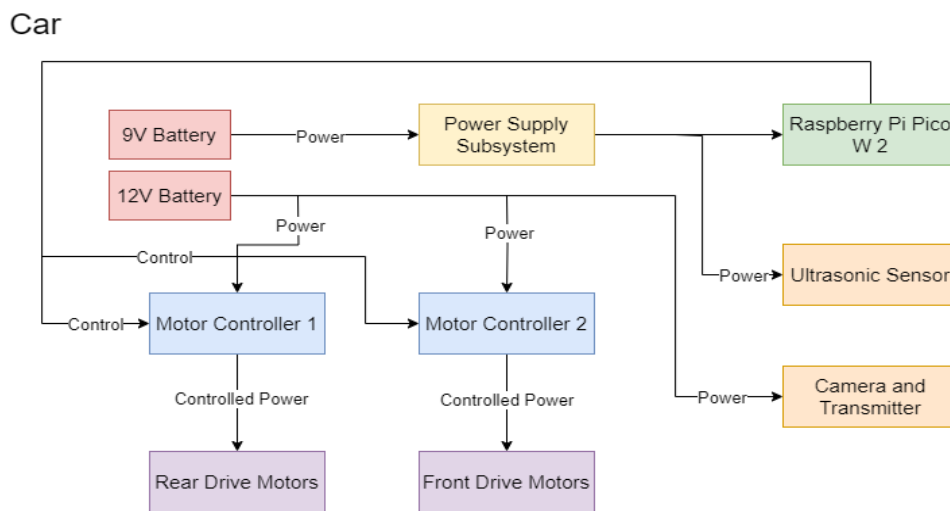 Car
9V Battery
Power
Power Supply
Subsystem
Raspberry Pi Pico
W 2
12V Battery
Power
Power
Control
Power
Ultrasonic Sensor
Control
Motor Controller 1
Motor Controller 2
Controlled Power
Controlled Power
Power
Camera and
Transmitter
Rear Drive Motors
Front Drive Motors